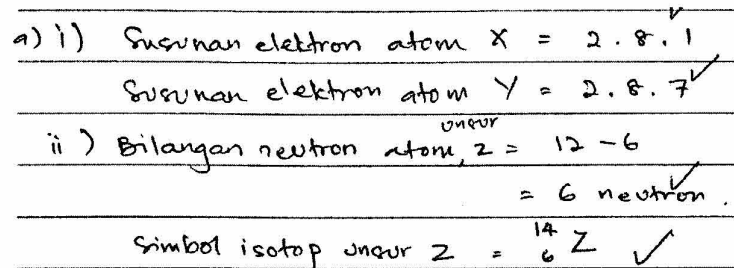 a) i) Susunan elektron atom X = 2.8.1
Susunan elektron atom Y = 2.8.7
ii) Bilangan neutron atom, unsur Z = 12 - 6
= 6 neutron.
Simbol isotop unsur Z = ¹⁴₆Z